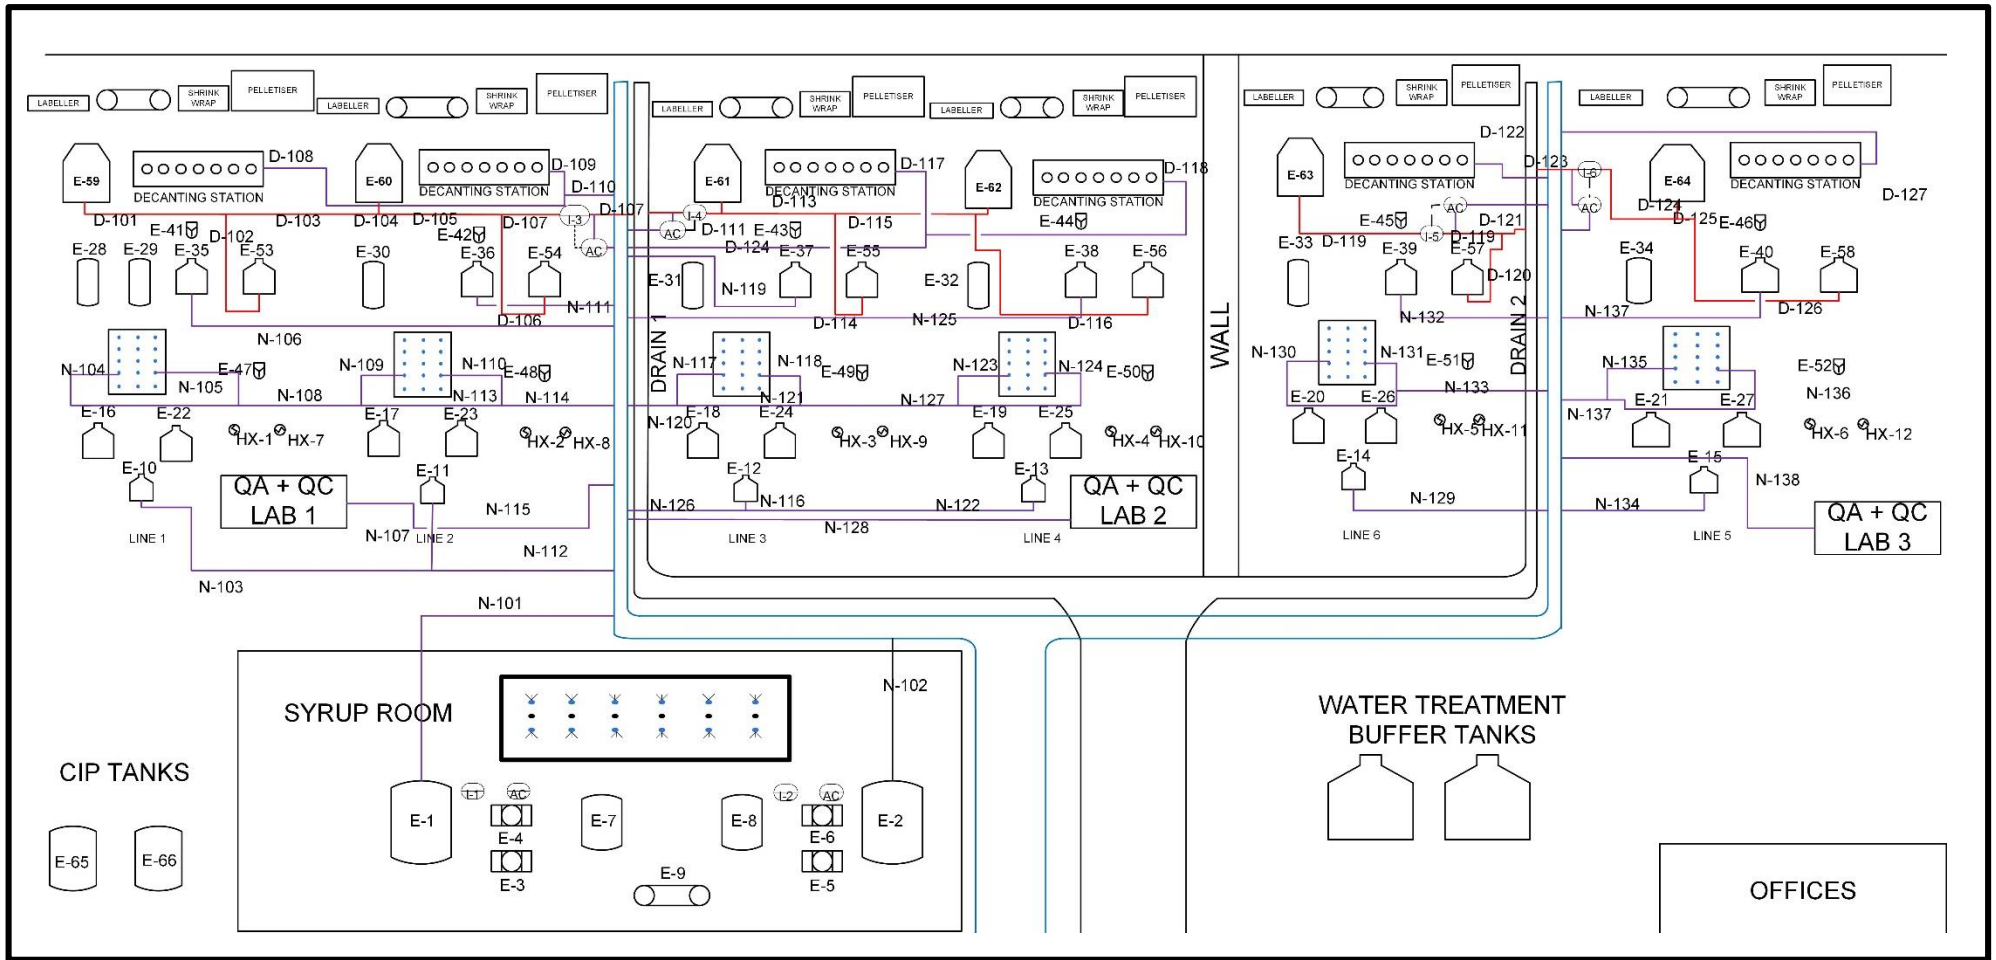 LABELLER
SHRINK
WRAP
PELLETISER
LABELLER
SHRINK
WRAP
PELLETISER
LABELLER
SHRINK
WRAP
PELLETISER
LABELLER
SHRINK
WRAP
PELLETISER
LABELLER
SHRINK
WRAP
PELLETISER
LABELLER
SHRINK
WRAP
PELLETISER
E-59
D-108
DECANTING STATION
E-60
D-109
DECANTING STATION
D-110
E-61
D-117
DECANTING STATION
D-113
E-62
D-118
DECANTING STATION
E-63
D-122
DECANTING STATION
D-123
I-6
E-64
DECANTING STATION
D-127
D-101
D-102
D-103
D-104
D-105
D-107
I-3
D-107
AC
I-4
AC
D-111
D-124
D-115
D-119
I-5
AC
D-119
D-121
D-120
AC
D-124
D-125
E-41
E-42
E-43
E-44
E-45
E-46
E-28
E-29
E-35
E-53
E-30
E-36
E-54
E-31
E-37
E-55
E-32
E-38
E-56
E-33
E-39
E-57
E-34
E-40
E-58
N-106
D-106
N-111
N-119
D-114
N-125
D-116
N-132
N-137
D-126
DRAIN 1
WALL
DRAIN 2
N-104
N-105
E-47
N-109
N-110
E-48
N-117
N-118
E-49
N-123
N-124
E-50
N-130
N-131
E-51
N-135
E-52
N-108
N-113
N-114
N-121
N-127
N-133
N-136
E-16
E-22
HX-1
HX-7
E-17
E-23
HX-2
HX-8
N-120
E-18
E-24
HX-3
HX-9
E-19
E-25
HX-4
HX-10
E-20
E-26
HX-5
HX-11
N-137
E-21
E-27
HX-6
HX-12
E-10
QA + QC
LAB 1
E-11
N-115
N-107
E-12
N-126
N-116
E-13
N-122
N-128
QA + QC
LAB 2
E-14
N-129
E-15
N-134
N-138
QA + QC
LAB 3
LINE 1
LINE 2
LINE 3
LINE 4
LINE 6
LINE 5
N-112
N-103
N-101
N-102
SYRUP ROOM
WATER TREATMENT
BUFFER TANKS
CIP TANKS
E-65
E-66
E-1
I-1
AC
E-4
E-3
E-7
E-8
E-9
I-2
AC
E-6
E-5
E-2
OFFICES